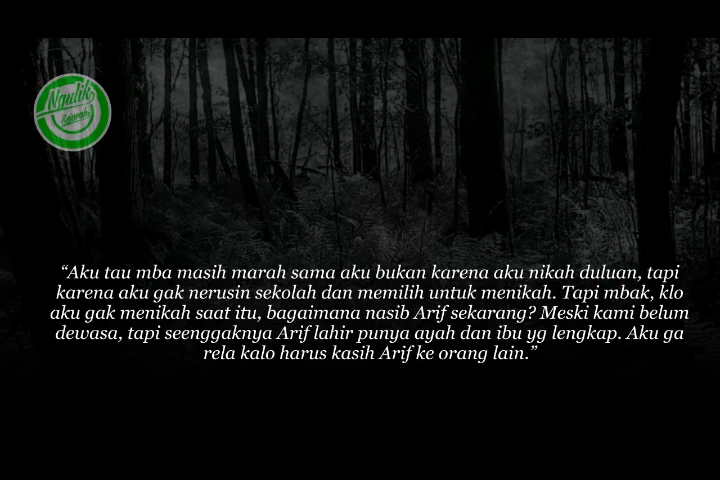 Ngulik
Sejarah
“Aku tau mba masih marah sama aku bukan karena aku nikah duluan, tapi
karena aku gak nerusin sekolah dan memilih untuk menikah. Tapi mbak, klo
aku gak menikah saat itu, bagaimana nasib Arif sekarang? Meski kami belum
dewasa, tapi seenggaknya Arif lahir punya ayah dan ibu yg lengkap. Aku ga
rela kalo harus kasih Arif ke orang lain.”